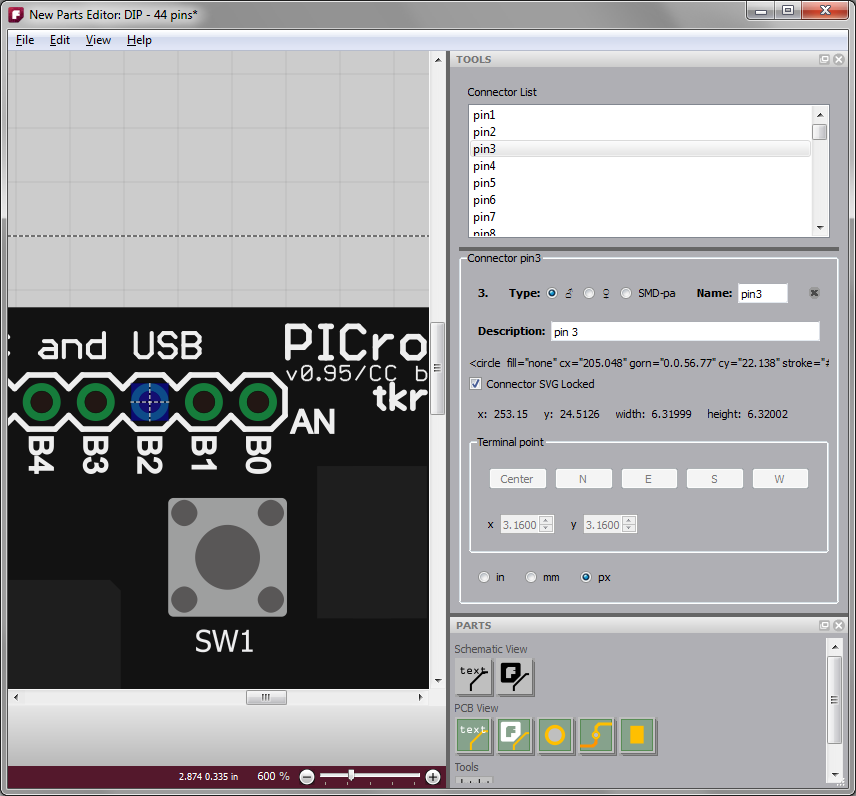 New Parts Editor: DIP - 44 pins*
File Edit View Help
TOOLS
Connector List
pin1
pin2
pin3
pin4
pin5
pin6
pin7
pin8
Connector pin3
3. Type: ♂ ♀ SMD-pa Name: pin3
Description: pin 3
<circle fill="none" cx="205.048" gorn="0.0.56.77" cy="22.138" stroke="#
Connector SVG Locked
x: 253.15 y: 24.5126 width: 6.31999 height: 6.32002
Terminal point
Center N E S W
x 3.1600 y 3.1600
in mm px
PARTS
Schematic View
text
PCB View
text
Tools
and USB
PICro
v0.95/CC b
tkr
AN
B4 B3 B2 B1 B0
SW1
2.874 0.335 in 600 %